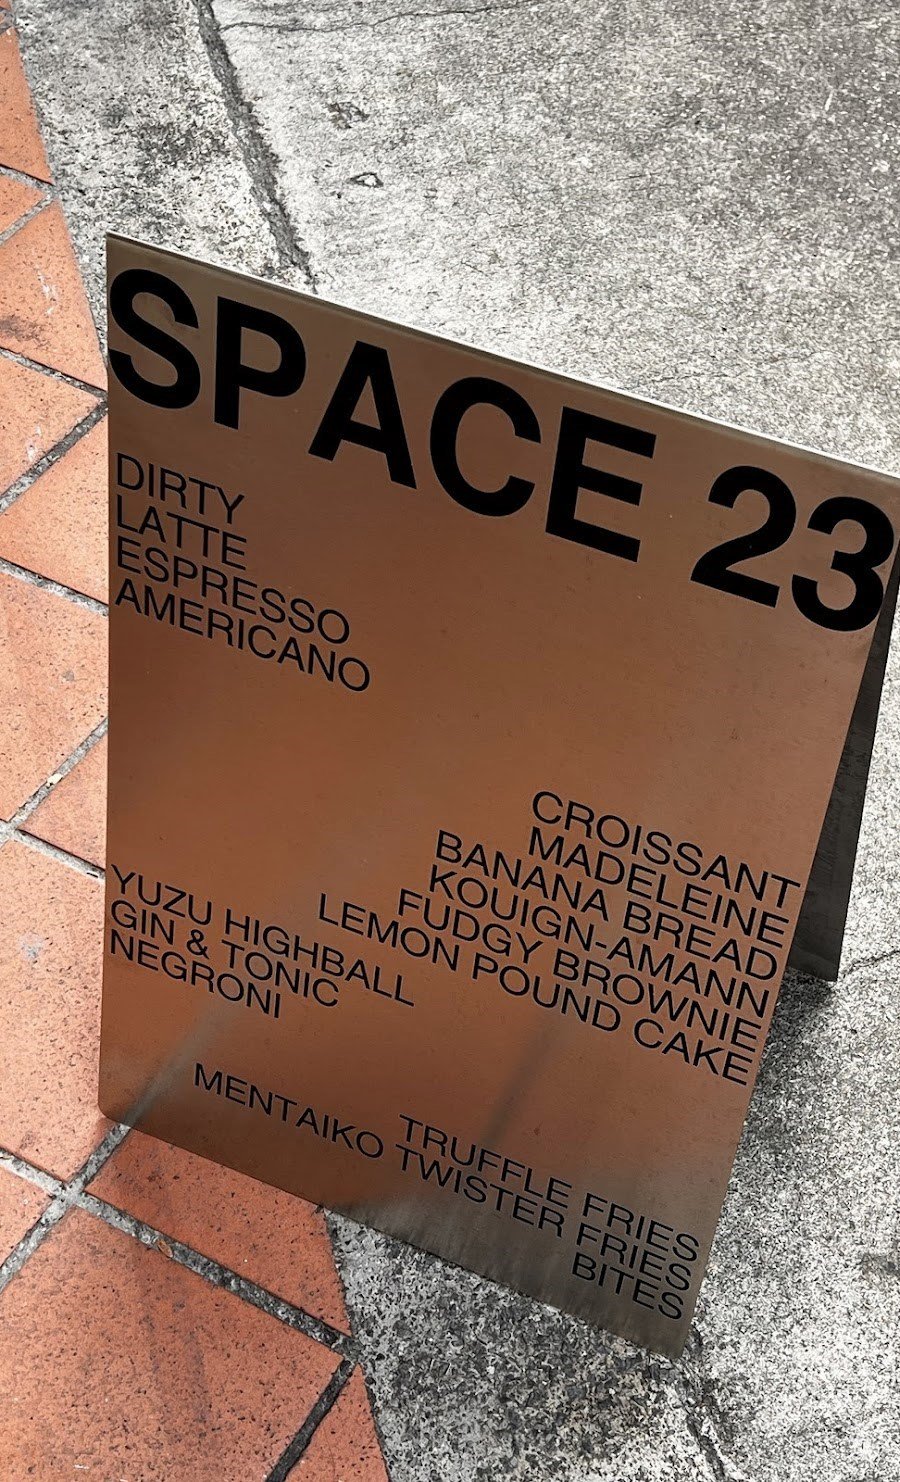 SPACE 23
DIRTY
LATTE
ESPRESSO
AMERICANO
CROISSANT
MADELEINE
BANANA BREAD
KOUIGN-AMANN
FUDGY BROWNIE
LEMON POUND CAKE
YUZU HIGHBALL
GIN & TONIC
NEGRONI
TRUFFLE FRIES
MENTAIKO TWISTER FRIES
BITES